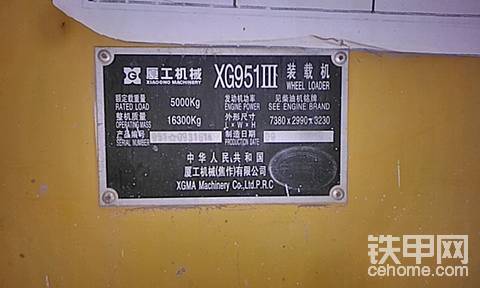 厦工机械 XG951III 装载机
XIAGONG MACHINERY WHEEL LOADER
额定载重量 5000Kg 发动机功率 见柴油机铭牌
RATED LOAD ENGINE POWER SEE ENGINE BRAND
整机质量 16300Kg 外形尺寸 7380×2990×3230
OPERATING MASS L×W×H
产品编号 制造日期 09
SERIAL NUMBER PRODUCTION DATE
中华人民共和国
厦工机械(焦作)有限公司
XGMA Machinery Co.,Ltd.P.R.C
铁甲网
cehome.com